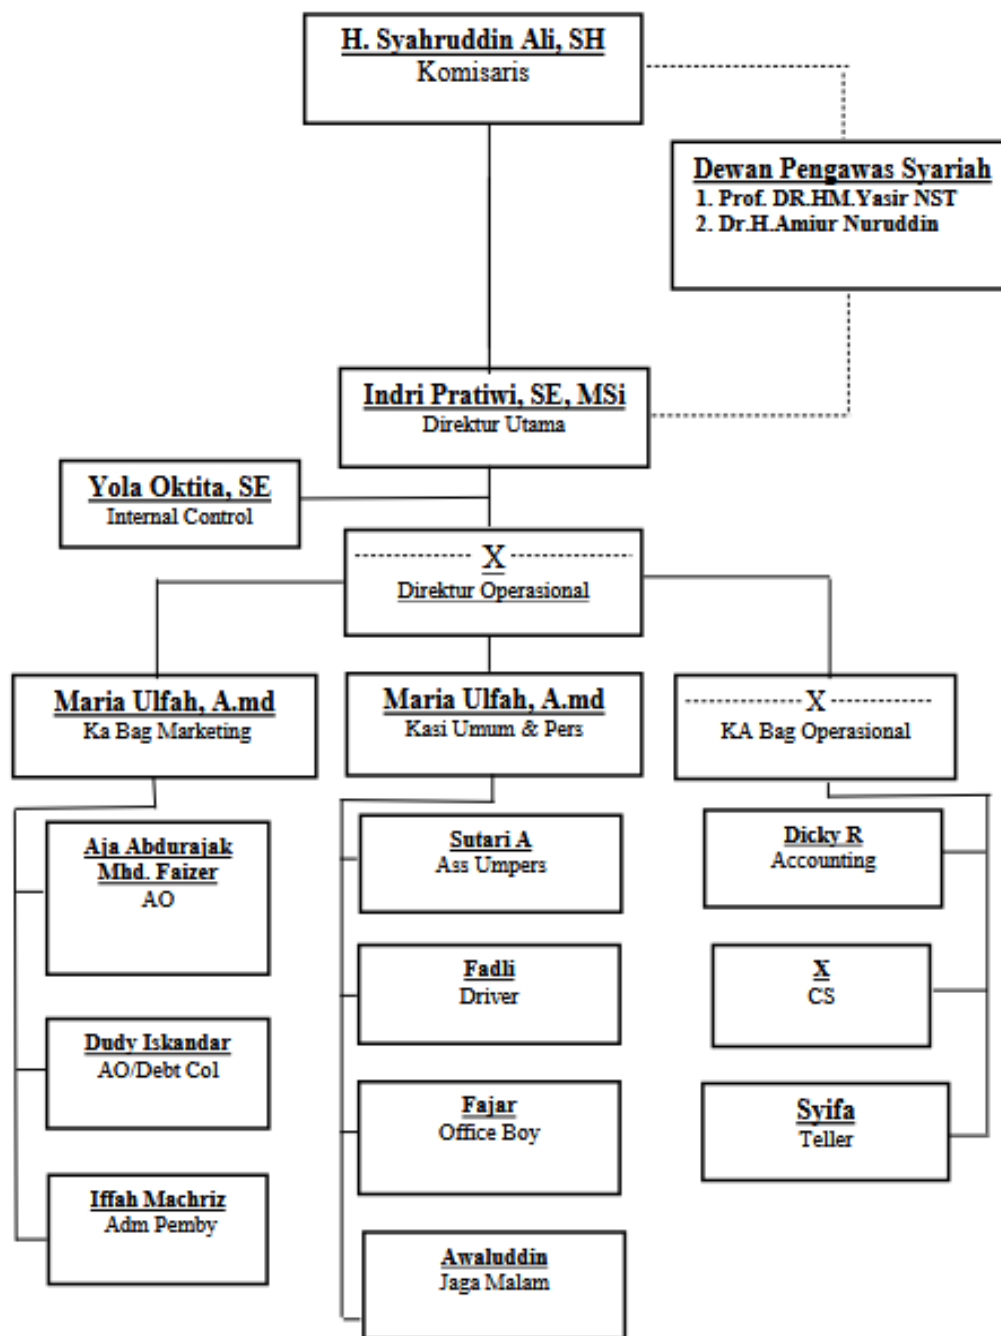 H. Syahruddin Ali, SH
Komisaris
Dewan Pengawas Syariah
1. Prof. DR.HM.Yasir NST
2. Dr.H.Amiur Nuruddin
Indri Pratiwi, SE, MSi
Direktur Utama
Yola Oktita, SE
Internal Control
X
Direktur Operasional
Maria Ulfah, A.md
Ka Bag Marketing
Maria Ulfah, A.md
Kasi Umum & Pers
X
KA Bag Operasional
Aja Abdurajak
Mhd. Faizer
AO
Dudy Iskandar
AO/Debt Col
Iffah Machriz
Adm Pemby
Sutari A
Ass Umpers
Fadli
Driver
Fajar
Office Boy
Awaluddin
Jaga Malam
Dicky R
Accounting
X
CS
Syifa
Teller